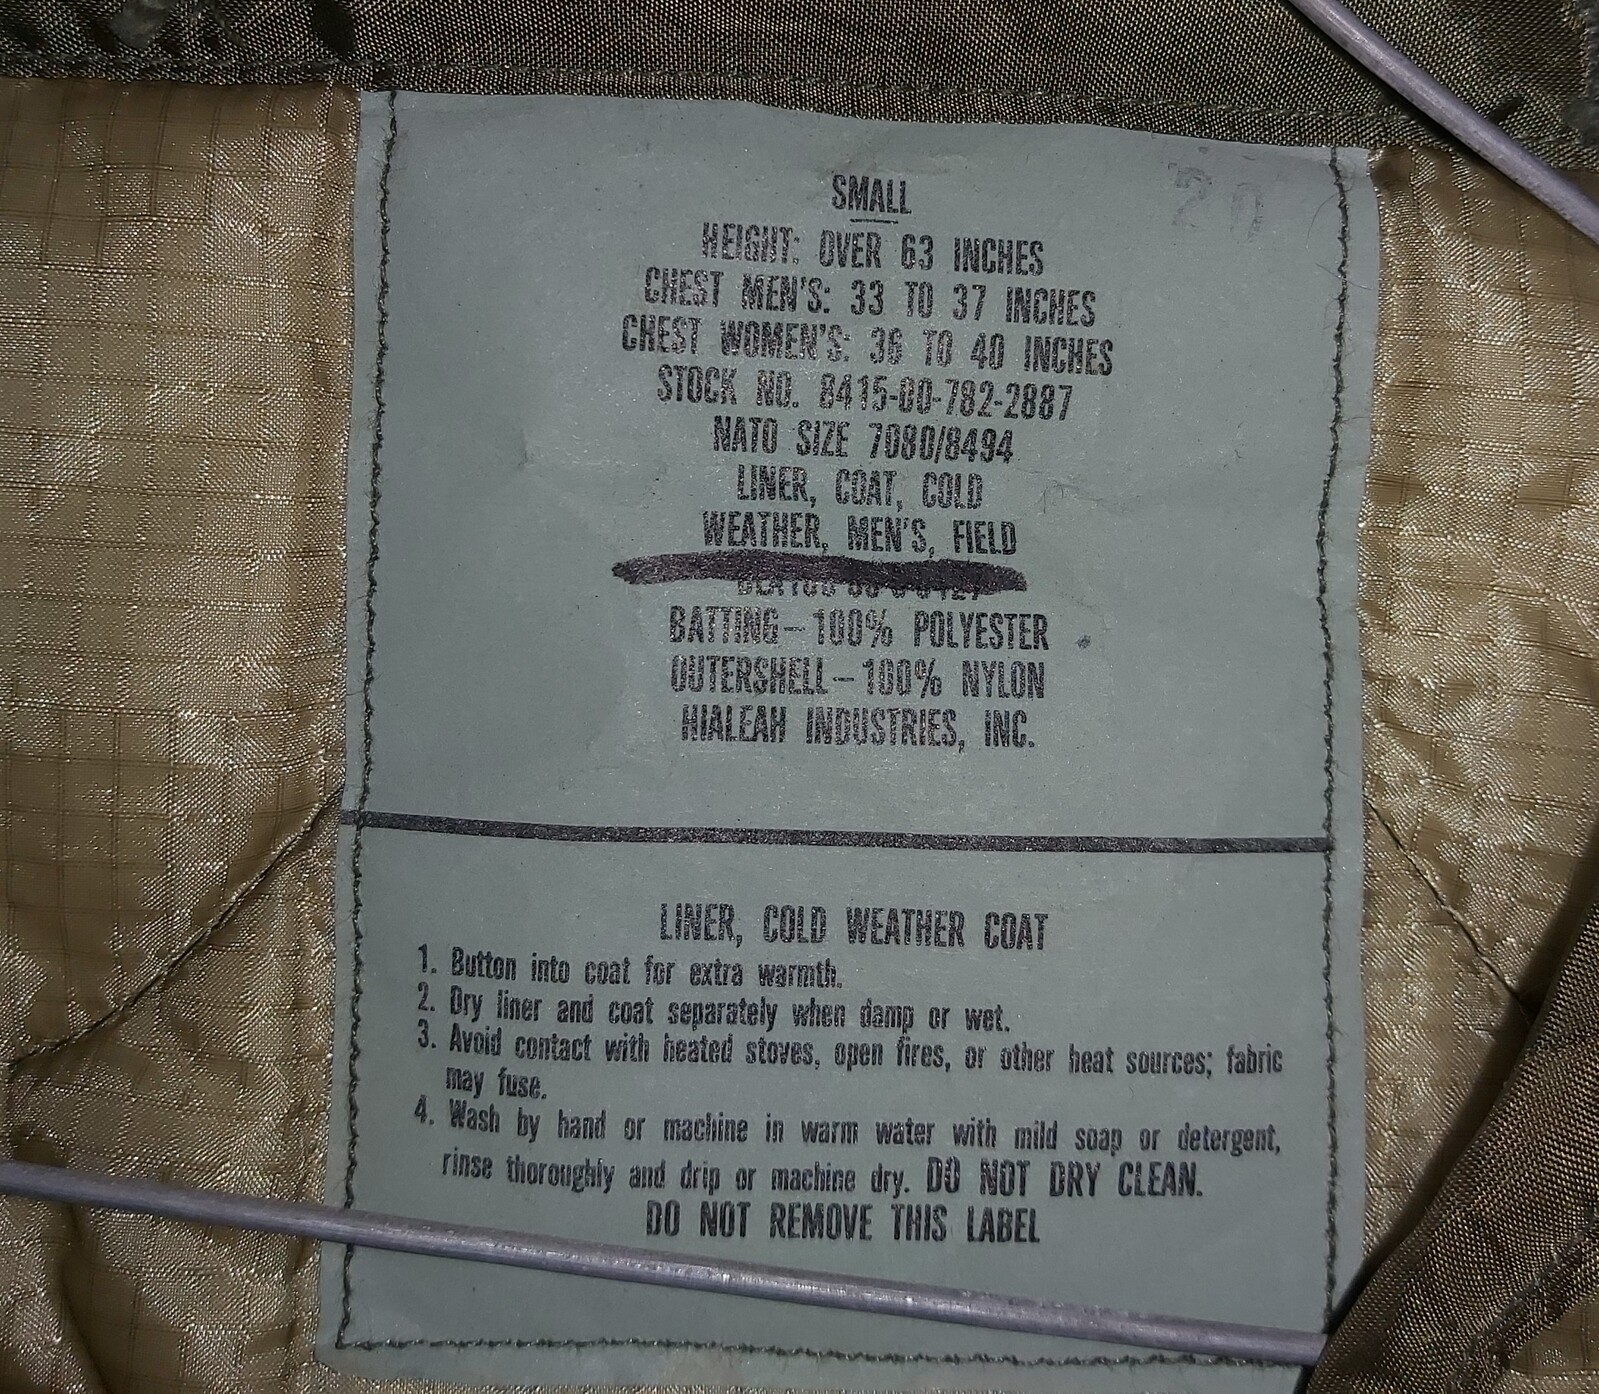 20
SMALL
HEIGHT: OVER 63 INCHES
CHEST MEN'S: 33 TO 37 INCHES
CHEST WOMEN'S: 36 TO 40 INCHES
STOCK NO. 8415-00-782-2887
NATO SIZE 7080/8494
LINER, COAT, COLD
WEATHER, MEN'S, FIELD
BATTING—100% POLYESTER
OUTERSHELL—100% NYLON
HIALEAH INDUSTRIES, INC.
LINER, COLD WEATHER COAT
1. Button into coat for extra warmth.
2. Dry liner and coat separately when damp or wet.
3. Avoid contact with heated stoves, open fires, or other heat sources; fabric
may fuse.
4. Wash by hand or machine in warm water with mild soap or detergent,
rinse thoroughly and drip or machine dry. DO NOT DRY CLEAN.
DO NOT REMOVE THIS LABEL